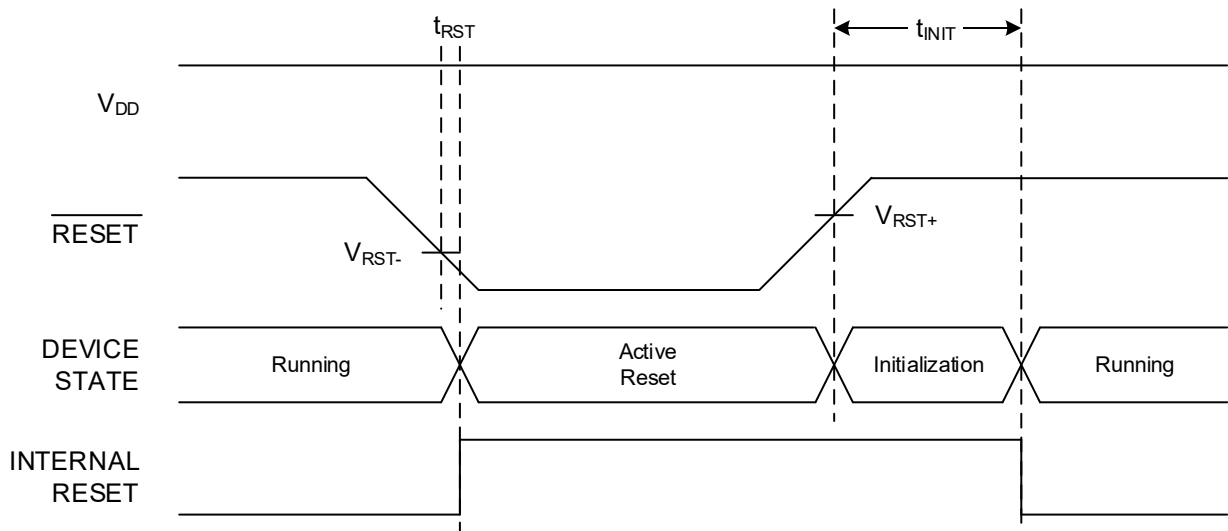 tRST
tINIT
VDD
RESET
VRST-
VRST+
DEVICE
STATE
Running
Active
Reset
Initialization
Running
INTERNAL
RESET